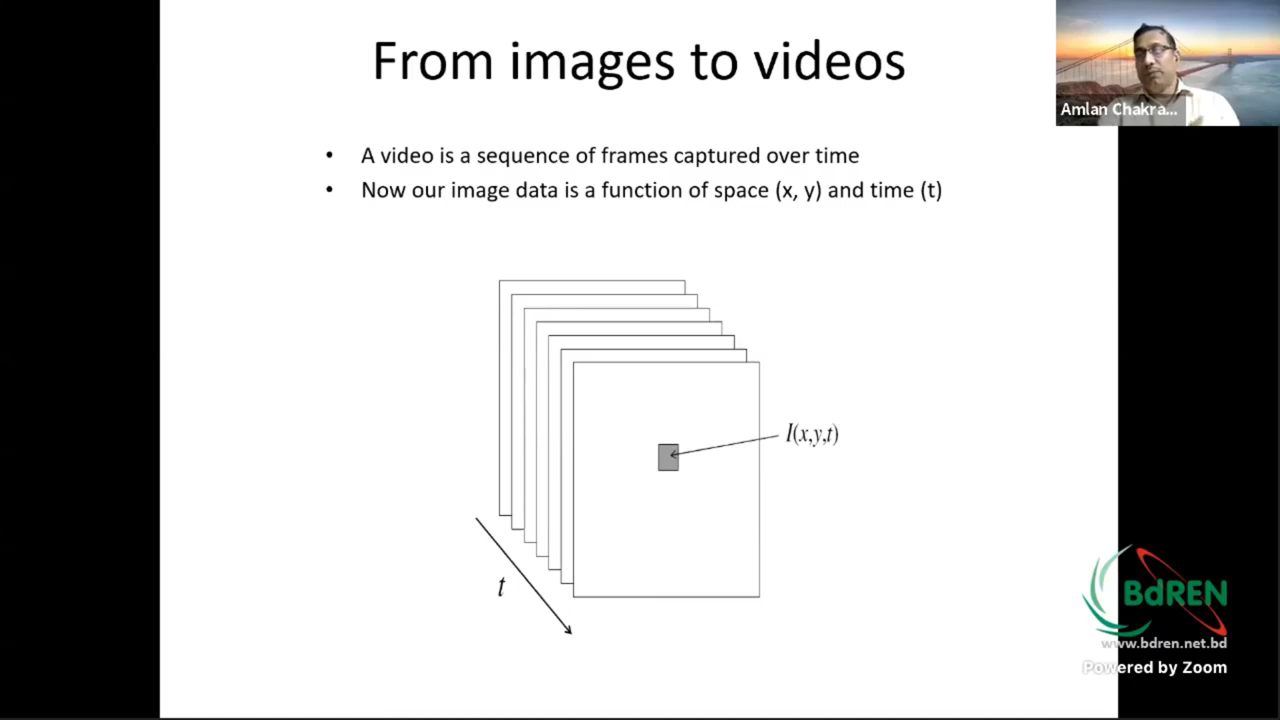 From images to videos
Amlan Chakra...
• A video is a sequence of frames captured over time
• Now our image data is a function of space (x, y) and time (t)
I(x,y,t)
t
BdREN
www.bdren.net.bd
Powered by Zoom